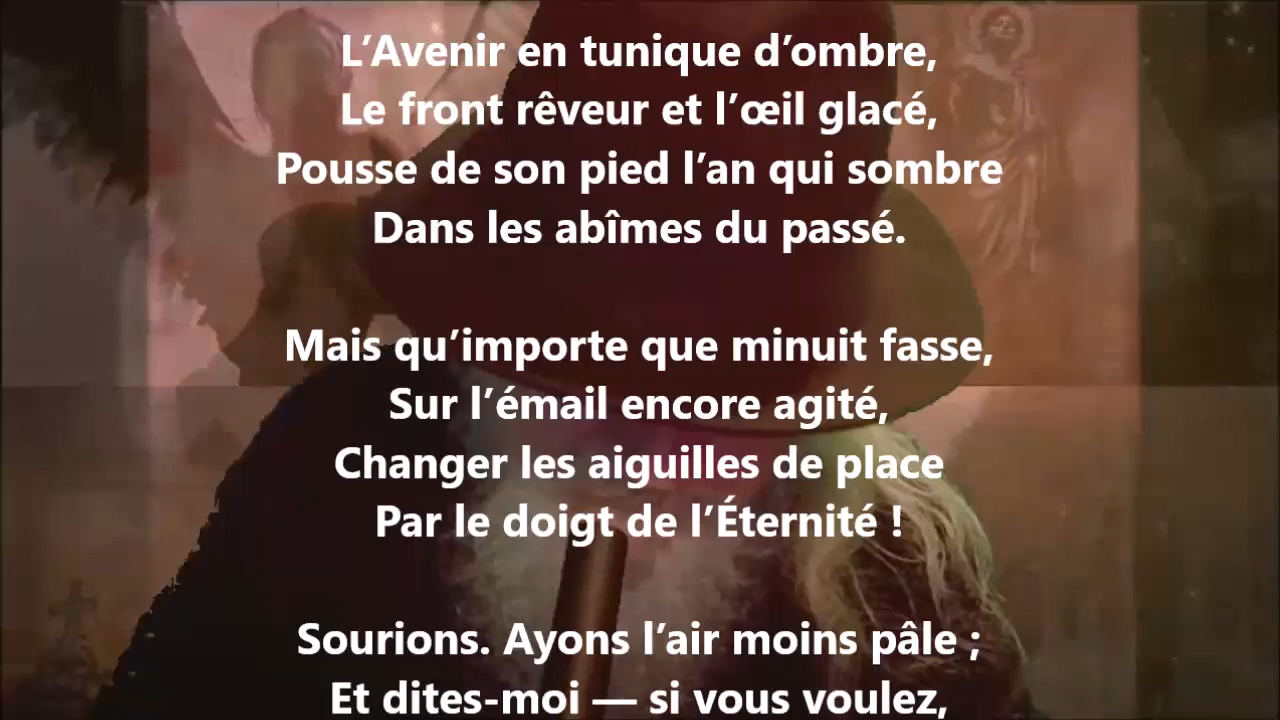 L’Avenir en tunique d’ombre,
Le front rêveur et l’œil glacé,
Pousse de son pied l’an qui sombre
Dans les abîmes du passé.
Mais qu’importe que minuit fasse,
Sur l’émail encore agité,
Changer les aiguilles de place
Par le doigt de l’Éternité !
Sourions. Ayons l’air moins pâle ;
Et dites-moi — si vous voulez,